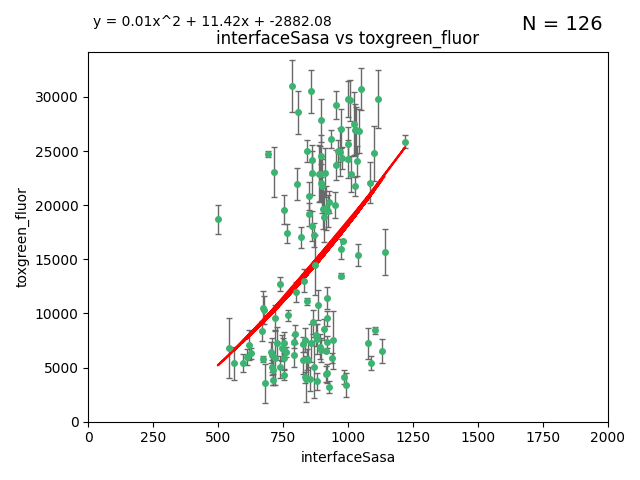 y = 0.01x^2 + 11.42x + -2882.08
N = 126
interfaceSasa vs toxgreen_fluor
30000
25000
20000
15000
10000
5000
0
toxgreen_fluor
0 250 500 750 1000 1250 1500 1750 2000
interfaceSasa